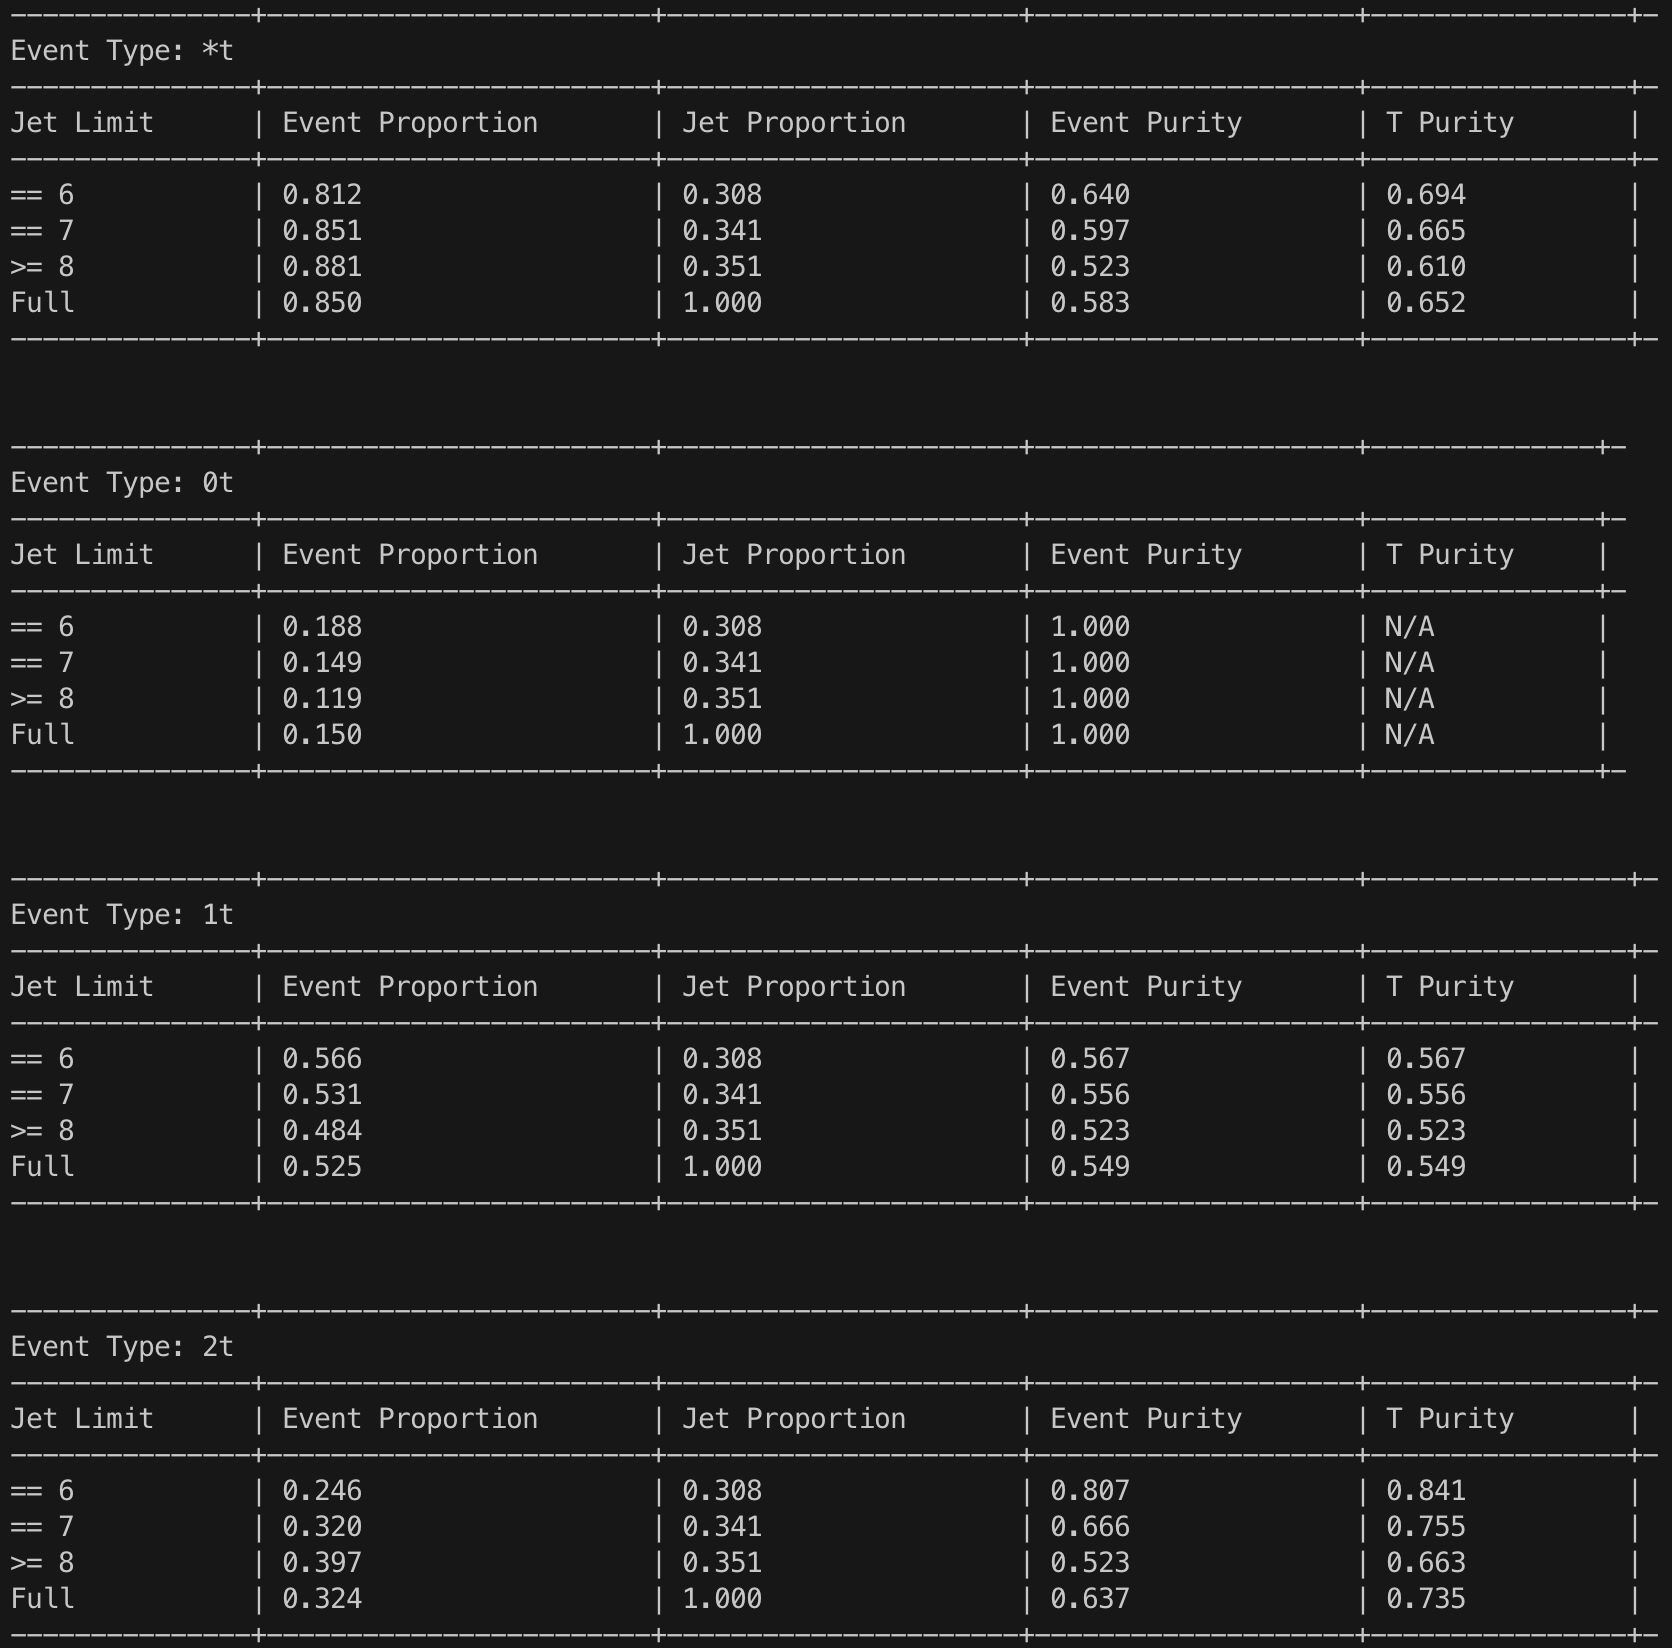 ---------------+------------------------+----------------------+--------------------+----------------+-
Event Type: *t
---------------+------------------------+----------------------+--------------------+----------------+-
Jet Limit      | Event Proportion       | Jet Proportion       | Event Purity       | T Purity       |
---------------+------------------------+----------------------+--------------------+----------------+-
== 6           | 0.812                  | 0.308                | 0.640              | 0.694          |
== 7           | 0.851                  | 0.341                | 0.597              | 0.665          |
>= 8           | 0.881                  | 0.351                | 0.523              | 0.610          |
Full           | 0.850                  | 1.000                | 0.583              | 0.652          |
---------------+------------------------+----------------------+--------------------+----------------+-
---------------+------------------------+----------------------+--------------------+--------------+-
Event Type: 0t
---------------+------------------------+----------------------+--------------------+--------------+-
Jet Limit      | Event Proportion       | Jet Proportion       | Event Purity       | T Purity     |
---------------+------------------------+----------------------+--------------------+--------------+-
== 6           | 0.188                  | 0.308                | 1.000              | N/A          |
== 7           | 0.149                  | 0.341                | 1.000              | N/A          |
>= 8           | 0.119                  | 0.351                | 1.000              | N/A          |
Full           | 0.150                  | 1.000                | 1.000              | N/A          |
---------------+------------------------+----------------------+--------------------+--------------+-
---------------+------------------------+----------------------+--------------------+----------------+-
Event Type: 1t
---------------+------------------------+----------------------+--------------------+----------------+-
Jet Limit      | Event Proportion       | Jet Proportion       | Event Purity       | T Purity       |
---------------+------------------------+----------------------+--------------------+----------------+-
== 6           | 0.566                  | 0.308                | 0.567              | 0.567          |
== 7           | 0.531                  | 0.341                | 0.556              | 0.556          |
>= 8           | 0.484                  | 0.351                | 0.523              | 0.523          |
Full           | 0.525                  | 1.000                | 0.549              | 0.549          |
---------------+------------------------+----------------------+--------------------+----------------+-
---------------+------------------------+----------------------+--------------------+----------------+-
Event Type: 2t
---------------+------------------------+----------------------+--------------------+----------------+-
Jet Limit      | Event Proportion       | Jet Proportion       | Event Purity       | T Purity       |
---------------+------------------------+----------------------+--------------------+----------------+-
== 6           | 0.246                  | 0.308                | 0.807              | 0.841          |
== 7           | 0.320                  | 0.341                | 0.666              | 0.755          |
>= 8           | 0.397                  | 0.351                | 0.523              | 0.663          |
Full           | 0.324                  | 1.000                | 0.637              | 0.735          |
---------------+------------------------+----------------------+--------------------+----------------+-